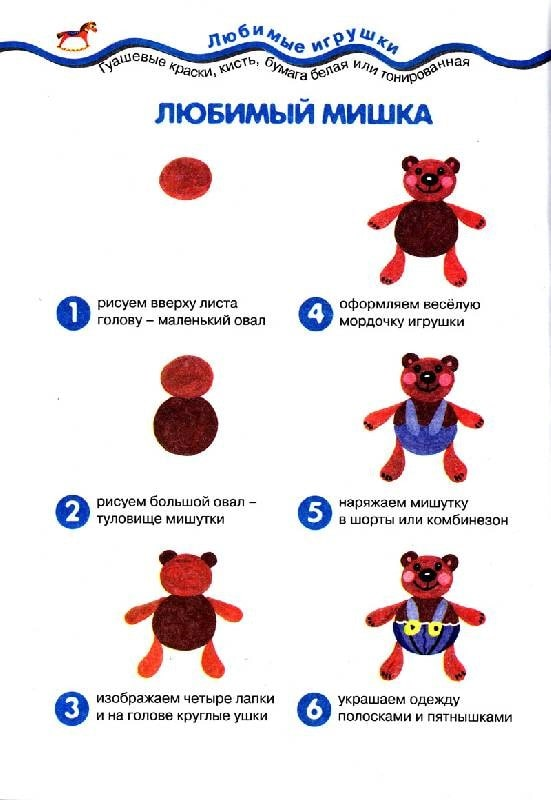 Любимые игрушки
Гуашевые краски, кисть, бумага белая или тонированная
ЛЮБИМЫЙ МИШКА
1 рисуем вверху листа
голову – маленький овал
2 рисуем большой овал –
туловище мишутки
3 изображаем четыре лапки
и на голове круглые ушки
4 оформляем весёлую
мордочку игрушки
5 наряжаем мишутку
в шорты или комбинезон
6 украшаем одежду
полосками и пятнышками